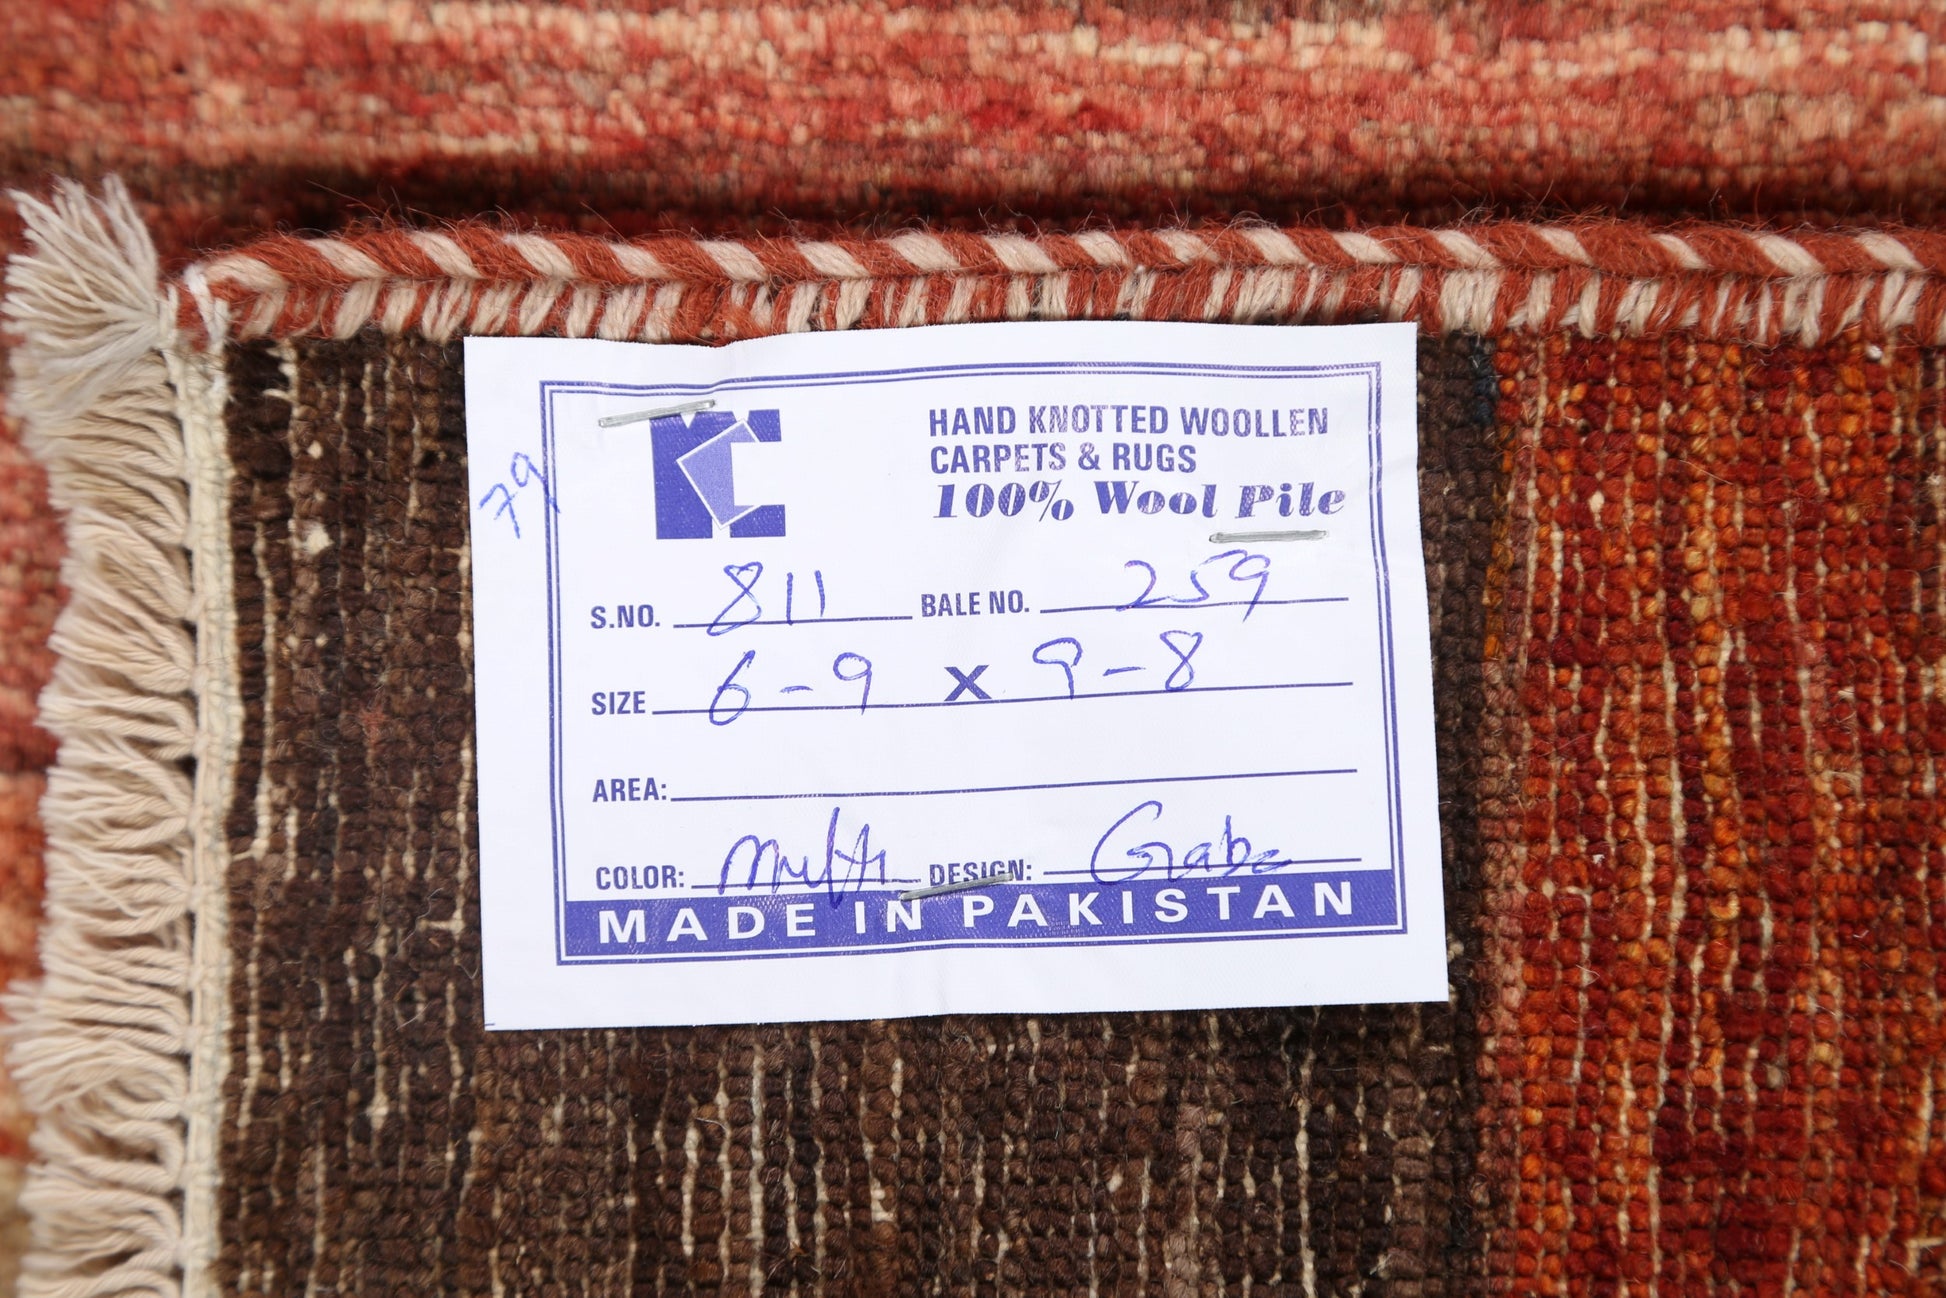 79
HAND KNOTTED WOOLLEN
CARPETS & RUGS
100% Wool Pile
S.NO. 811 BALE NO. 259
SIZE 6-9 X 9-8
AREA:
COLOR: Multi DESIGN: Gabe
MADE IN PAKISTAN